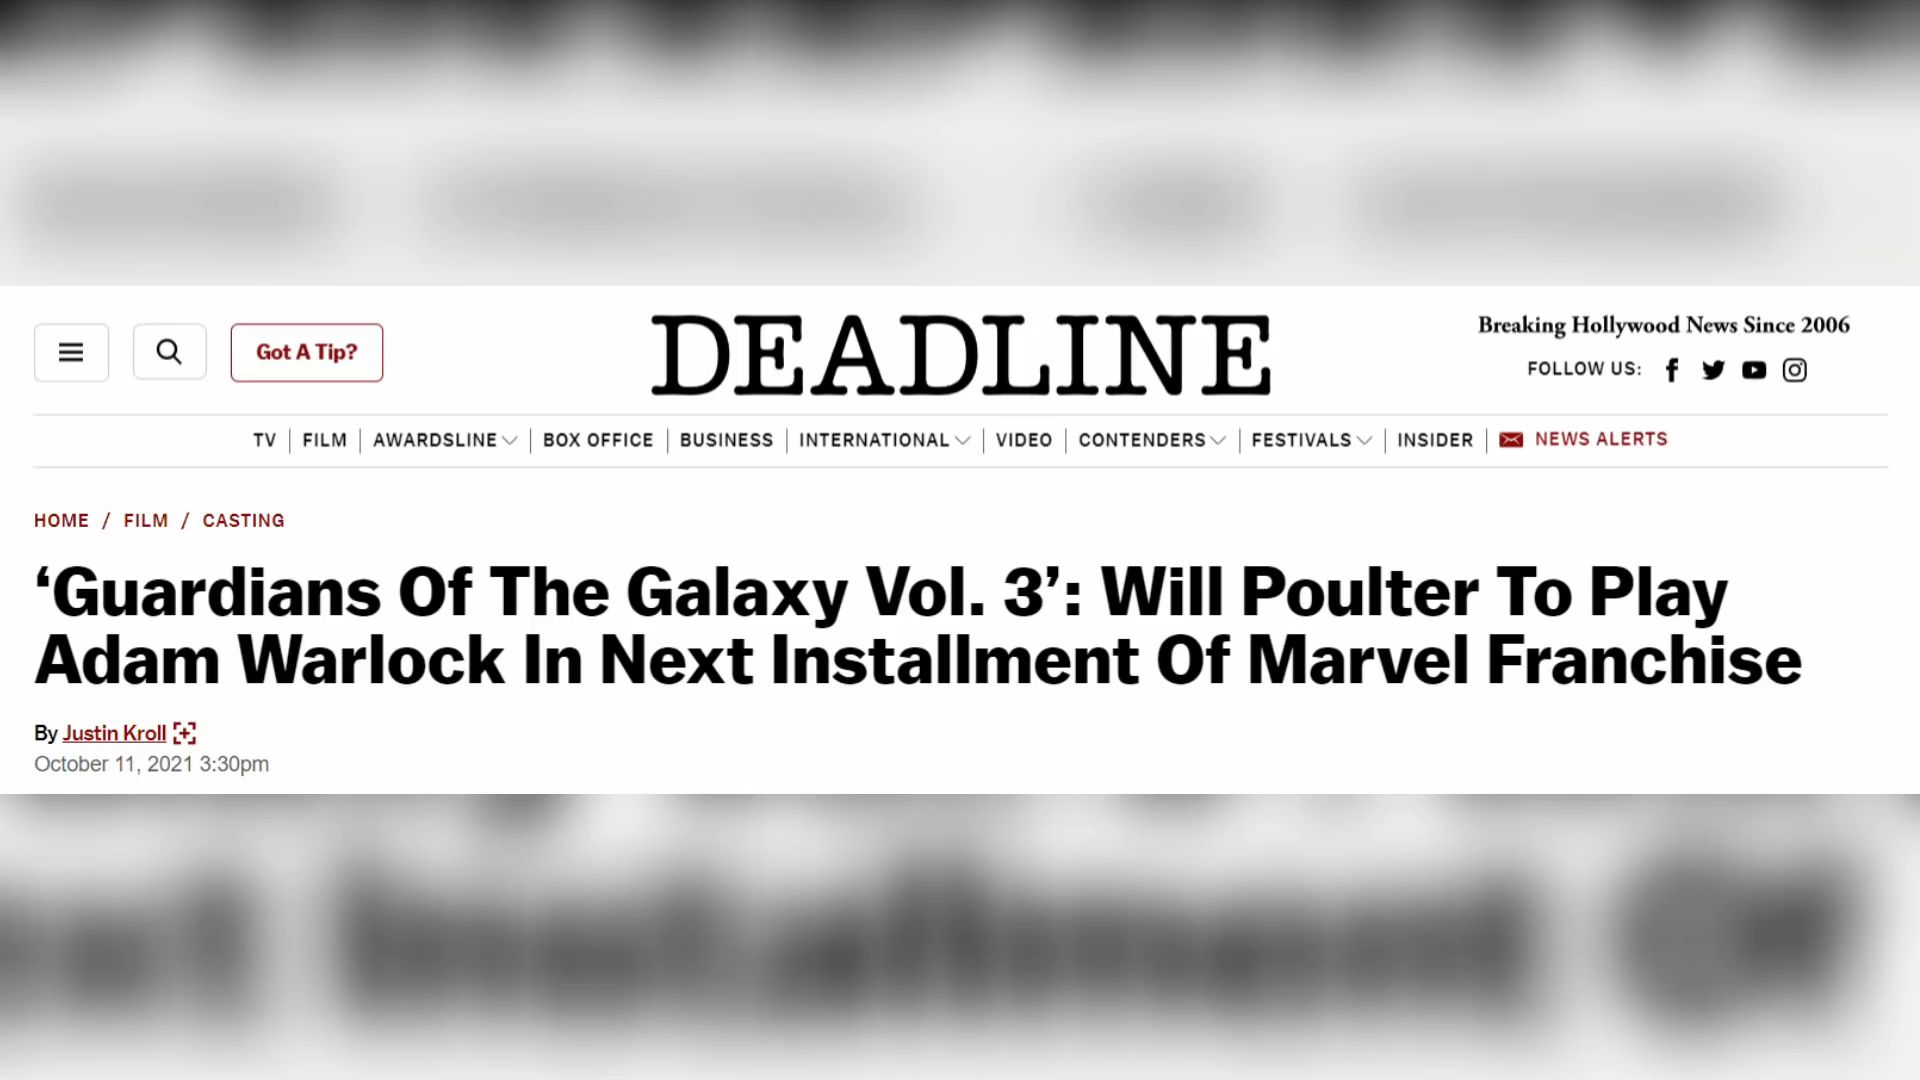 Got A Tip?
DEADLINE
Breaking Hollywood News Since 2006
FOLLOW US:
TV FILM AWARDSLINE BOX OFFICE BUSINESS INTERNATIONAL VIDEO CONTENDERS FESTIVALS INSIDER NEWS ALERTS
HOME / FILM / CASTING
‘Guardians Of The Galaxy Vol. 3’: Will Poulter To Play
Adam Warlock In Next Installment Of Marvel Franchise
By Justin Kroll
October 11, 2021 3:30pm